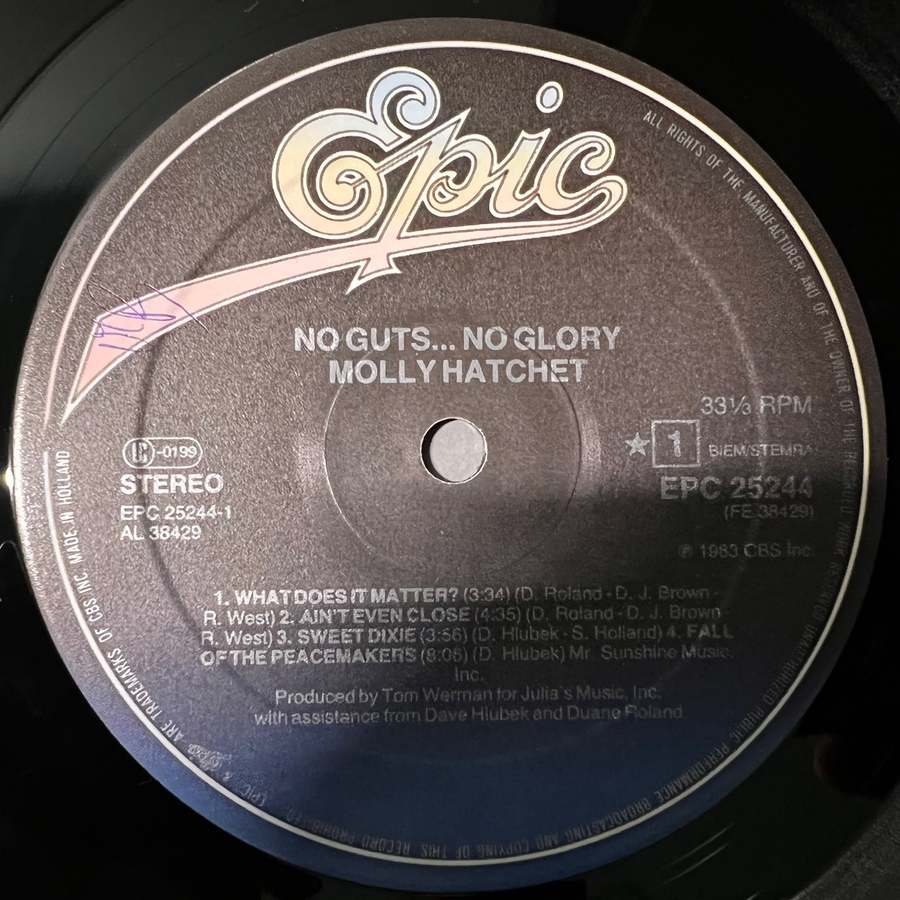 Epic
NO GUTS... NO GLORY
MOLLY HATCHET
33⅓ RPM
LC-0199
STEREO
EPC 25244-1
AL 38429
★ 1 BIEM/STEMRA
EPC 25244
(FE 38429)
℗ 1983 CBS Inc.
1. WHAT DOES IT MATTER? (3:34) (D. Roland - D. J. Brown -
R. West) 2. AIN'T EVEN CLOSE (4:35) (D. Roland - D. J. Brown -
R. West) 3. SWEET DIXIE (3:56) (D. Hlubek - S. Holland) 4. FALL
OF THE PEACEMAKERS (8:06) (D. Hlubek) Mr. Sunshine Music,
Inc.
Produced by Tom Werman for Julia's Music, Inc.
with assistance from Dave Hlubek and Duane Roland
ALL RIGHTS OF THE MANUFACTURER AND OF THE OWNER OF THE RECORDED WORK RESERVED UNAUTHORIZED PUBLIC PERFORMANCE BROADCASTING AND COPYING OF THIS RECORD PROHIBITED
EPIC ARE TRADEMARKS OF CBS INC. MADE IN HOLLAND